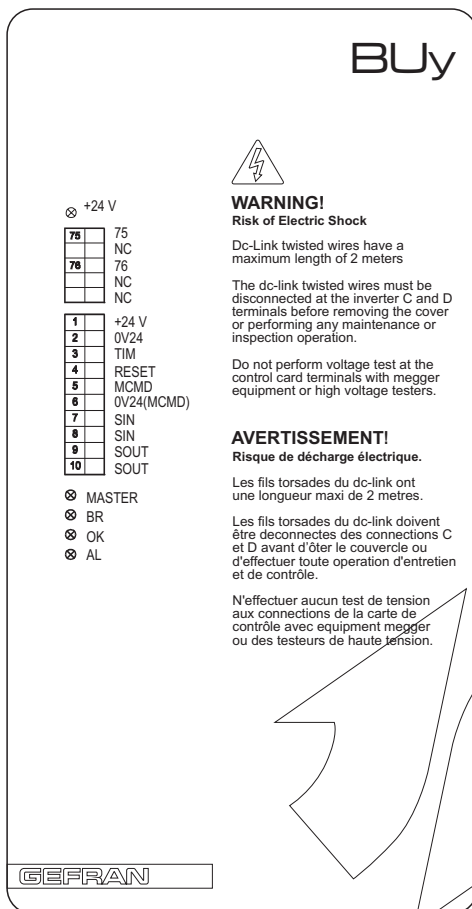 BUy
+24 V
75 75
NC
76 76
NC
NC
1 +24 V
2 0V24
3 TIM
4 RESET
5 MCMD
6 0V24(MCMD)
7 SIN
8 SIN
9 SOUT
10 SOUT
MASTER
BR
OK
AL
WARNING!
Risk of Electric Shock
Dc-Link twisted wires have a
maximum length of 2 meters
The dc-link twisted wires must be
disconnected at the inverter C and D
terminals before removing the cover
or performing any maintenance or
inspection operation.
Do not perform voltage test at the
control card terminals with megger
equipment or high voltage testers.
AVERTISSEMENT!
Risque de décharge électrique.
Les fils torsades du dc-link ont
une longueur maxi de 2 metres.
Les fils torsades du dc-link doivent
être deconnectes des connections C
et D avant d'ôter le couvercle ou
d'effectuer toute operation d'entretien
et de contrôle.
N'effectuer aucun test de tension
aux connections de la carte de
contrôle avec equipment megger
ou des testeurs de haute tension.
GEFRAN